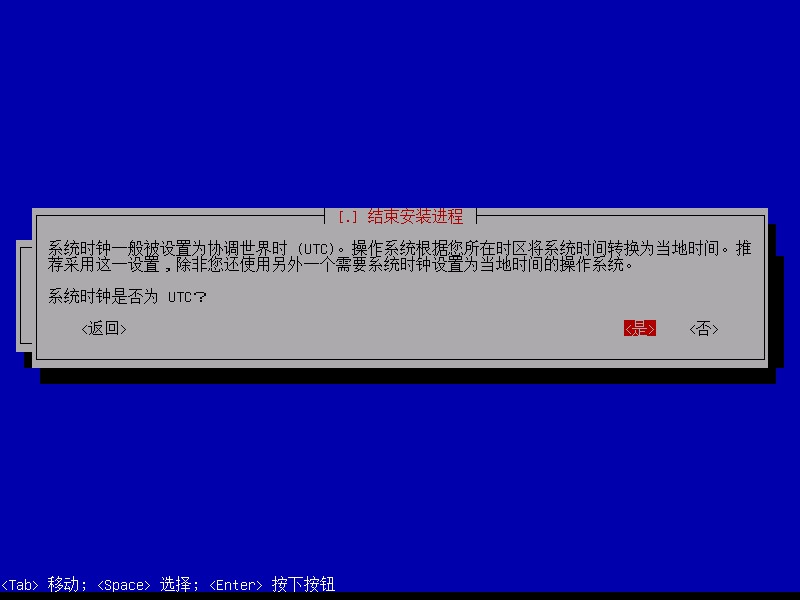 [.] 结束安装进程
系统时钟一般被设置为协调世界时 (UTC)。操作系统根据您所在时区将系统时间转换为当地时间。推
荐采用这一设置，除非您还使用另外一个需要系统时钟设置为当地时间的操作系统。
系统时钟是否为 UTC？
<返回> <是> <否>
<Tab> 移动; <Space> 选择; <Enter> 按下按钮